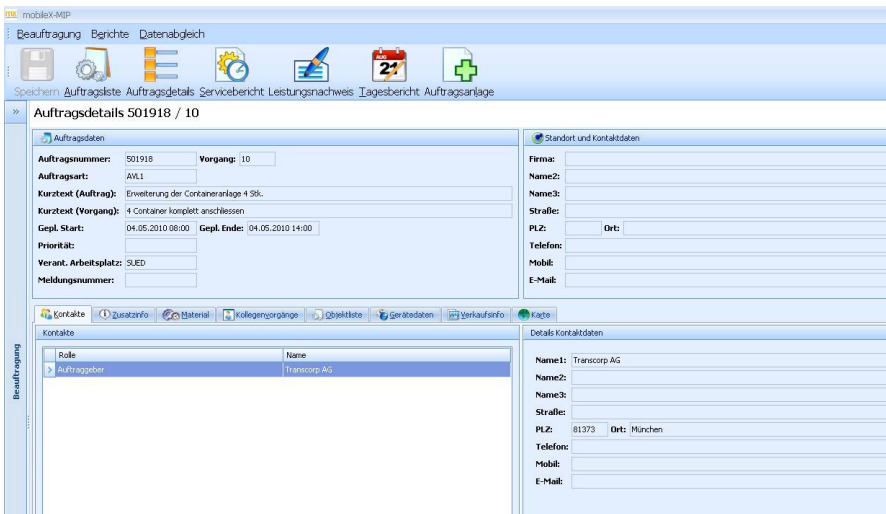 mobileX-MIP
Beauftragung Berichte Datenabgleich
Speichern Auftragsliste Auftragsdetails Servicebericht Leistungsnachweis Tagesbericht Auftragsanlage
AUG
21
» Auftragsdetails 501918 / 10
Auftragsdaten
Auftragsnummer: 501918 Vorgang: 10
Auftragsart: AVL1
Kurztext (Auftrag): Erweiterung der Containeranlage 4 Stk.
Kurztext (Vorgang): 4 Container komplett anschliessen
Gepl. Start: 04.05.2010 08:00 Gepl. Ende: 04.05.2010 14:00
Priorität:
Verant. Arbeitsplatz: SUED
Meldungsnummer:
Standort und Kontaktdaten
Firma:
Name2:
Name3:
Straße:
PLZ: Ort:
Telefon:
Mobil:
E-Mail:
Kontakte Zusatzinfo Material Kollegenvorgänge Objektliste Gerätedaten Verkaufsinfo Karte
Kontakte
Rolle Name
Auftraggeber Transcorp AG
Details Kontaktdaten
Name1: Transcorp AG
Name2:
Name3:
Straße:
PLZ: 81373 Ort: München
Telefon:
Mobil:
E-Mail:
Beauftragung